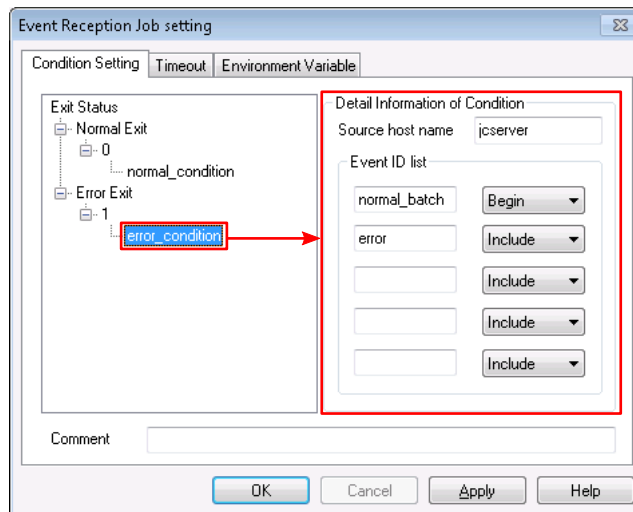 Event Reception Job setting
Condition Setting Timeout Environment Variable
Exit Status
Normal Exit
0
normal_condition
Error Exit
1
error_condition
Detail Information of Condition
Source host name jcserver
Event ID list
normal_batch Begin
error Include
Include
Include
Include
Comment
OK Cancel Apply Help